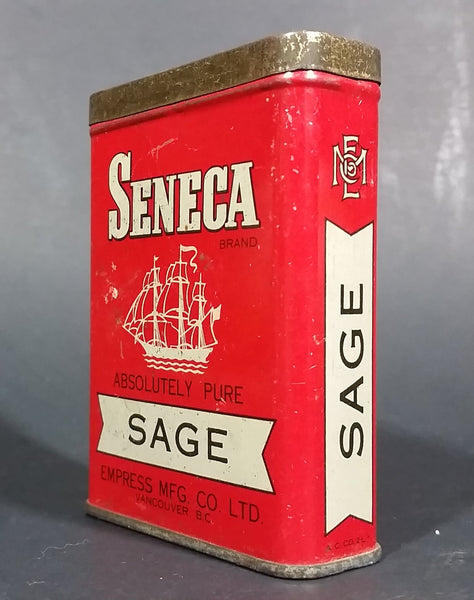 SENECA
BRAND
ABSOLUTELY PURE
SAGE
EMPRESS MFG. CO. LTD.
VANCOUVER B.C.
SAGE